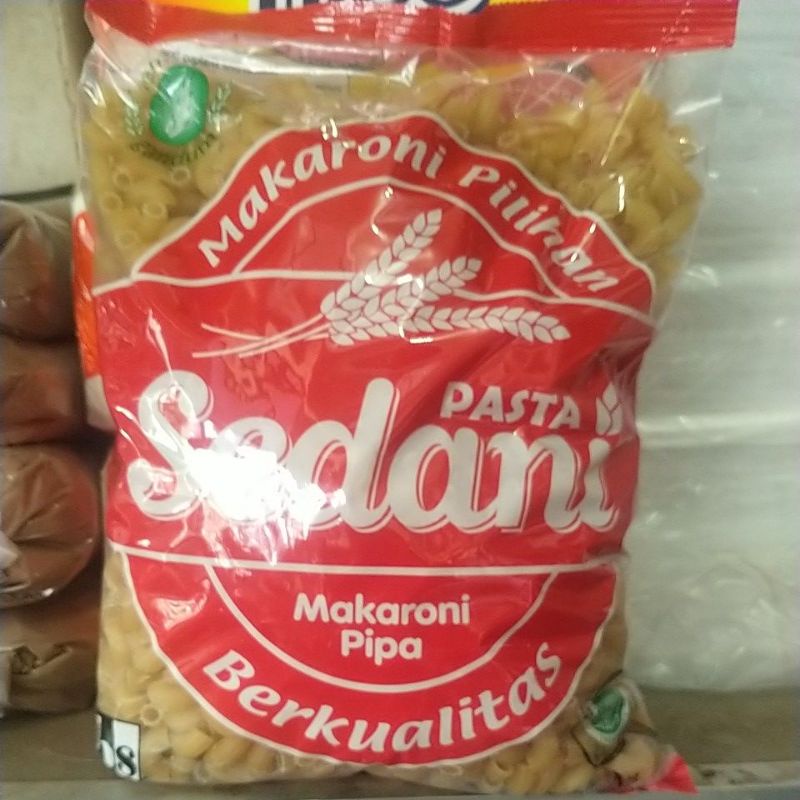 Makaroni Pilihan
PASTA
Sedani
Makaroni
Pipa
Berkualitas